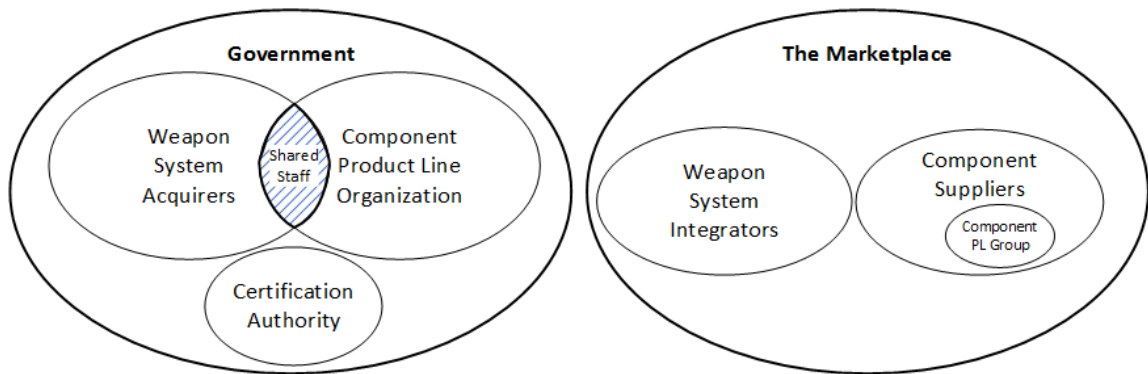 Government
Weapon
System
Acquirers
Shared
Staff
Component
Product Line
Organization
Certification
Authority
The Marketplace
Weapon
System
Integrators
Component
Suppliers
Component
PL Group